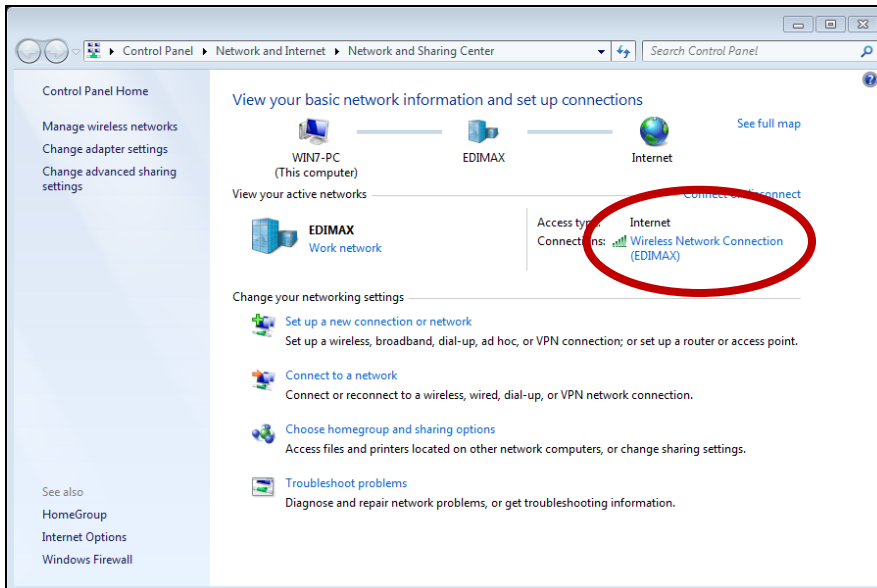 Control Panel Network and Internet Network and Sharing Center Search Control Panel
Control Panel Home
Manage wireless networks
Change adapter settings
Change advanced sharing
settings
View your basic network information and set up connections
See full map
WIN7-PC
(This computer)
EDIMAX
Internet
View your active networks
Connect or disconnect
EDIMAX
Work network
Access type: Internet
Connections: Wireless Network Connection
(EDIMAX)
Change your networking settings
Set up a new connection or network
Set up a wireless, broadband, dial-up, ad hoc, or VPN connection; or set up a router or access point.
Connect to a network
Connect or reconnect to a wireless, wired, dial-up, or VPN network connection.
Choose homegroup and sharing options
Access files and printers located on other network computers, or change sharing settings.
Troubleshoot problems
Diagnose and repair network problems, or get troubleshooting information.
See also
HomeGroup
Internet Options
Windows Firewall